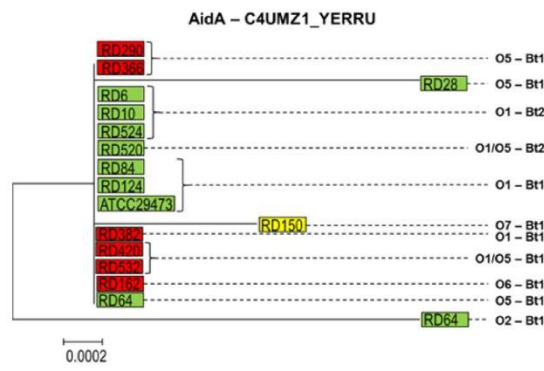 AidA – C4UMZ1_YERRU
RD290
RD366
O5 – Bt1
RD28
O5 – Bt1
RD6
RD10
RD524
O1 – Bt2
RD520
O1/O5 – Bt2
RD84
RD124
ATCC29473
O1 – Bt1
RD150
O7 – Bt1
RD382
O1 – Bt1
RD420
RD532
O1/O5 – Bt1
RD162
O6 – Bt1
RD64
O5 – Bt1
RD64
O2 – Bt1
0.0002